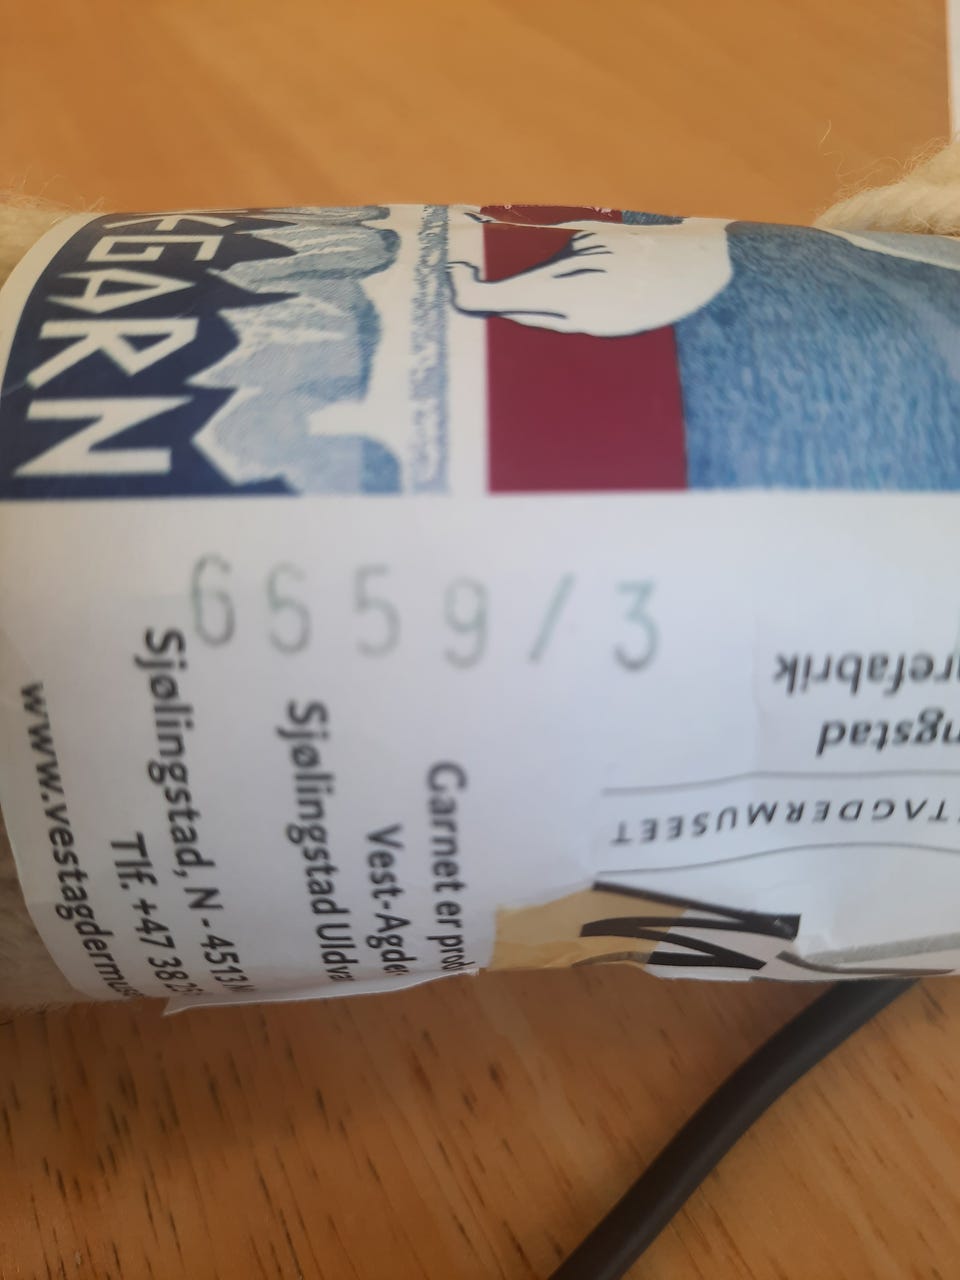 GARN
6659/3
Garnet er prod
Vest-Agde
Sjølingstad Uldva
Sjølingstad, N - 4513
Tlf. +47 38 25
www.vestagdermus
TAGDERMUSEET
ngstad
refabrik